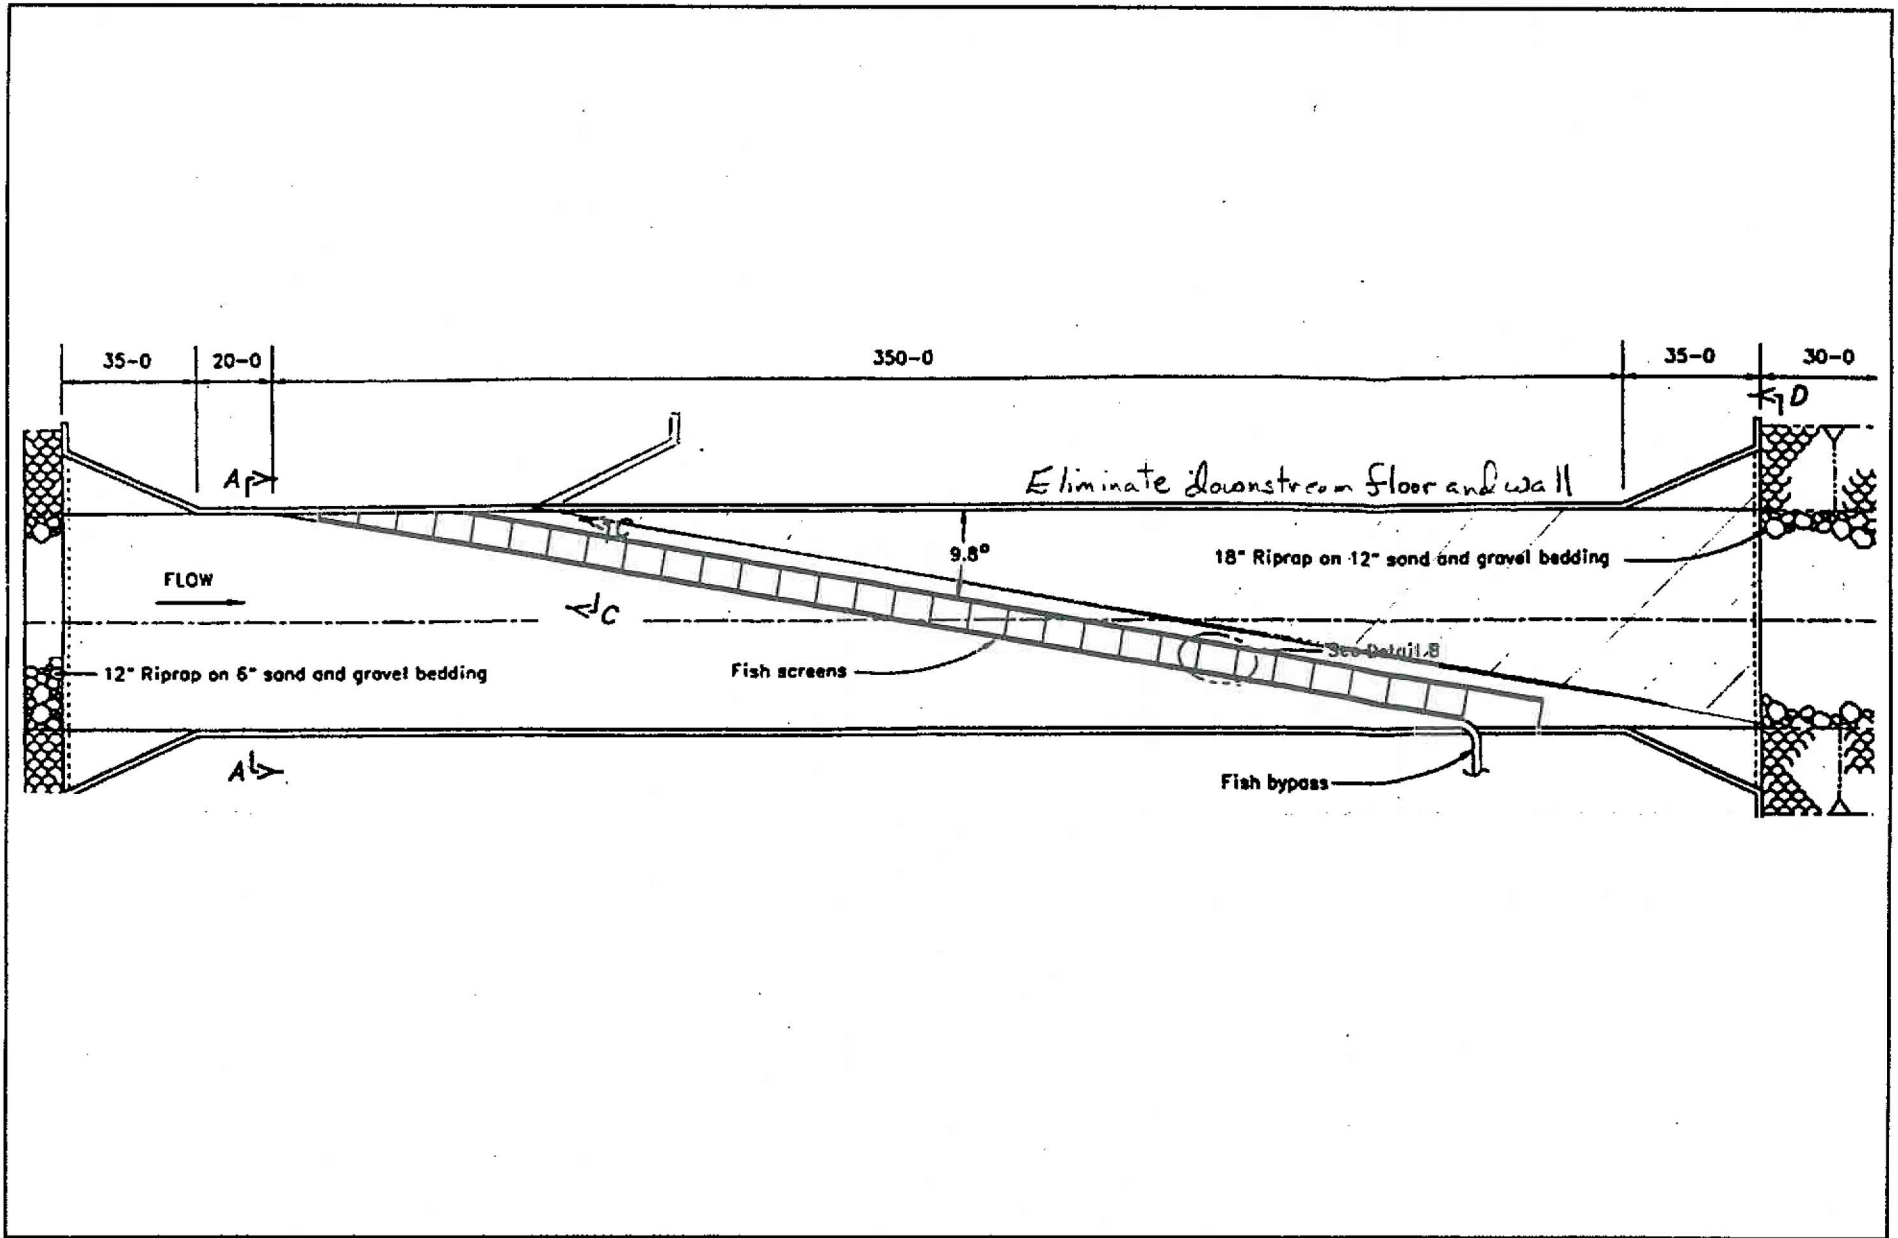 35-0
20-0
350-0
35-0
30-0
D
A
Eliminate downstream floor and wall
C
9.8°
18" Riprap on 12" sand and gravel bedding
FLOW
C
See Detail B
12" Riprap on 6" sand and gravel bedding
Fish screens
A
Fish bypass